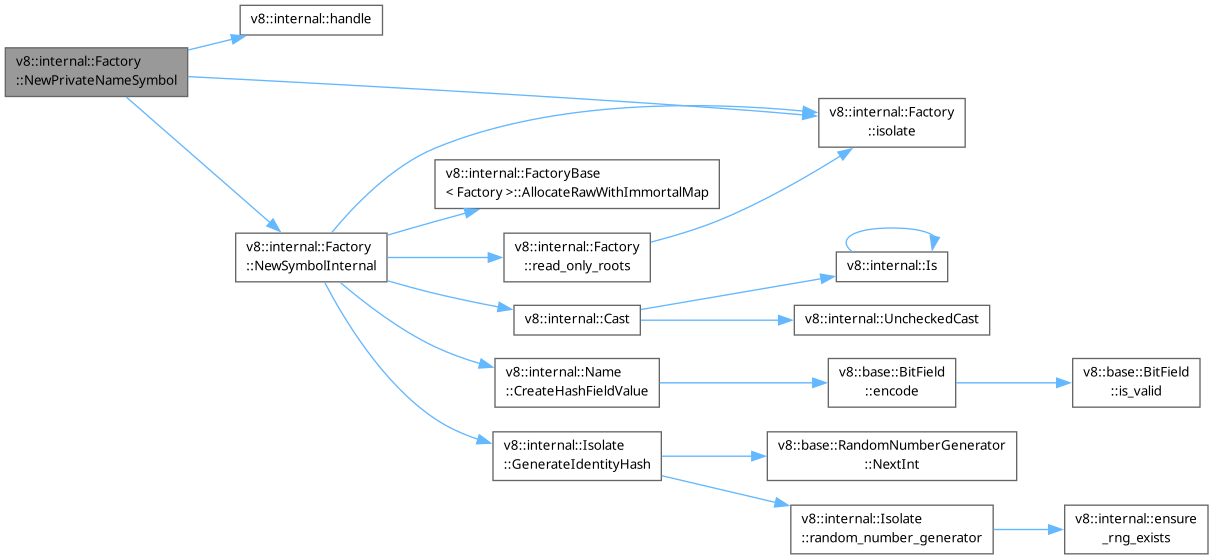 v8::internal::handle
v8::internal::Factory
::NewPrivateNameSymbol
v8::internal::Factory
::isolate
v8::internal::FactoryBase
< Factory >::AllocateRawWithImmortalMap
v8::internal::Factory
::NewSymbolInternal
v8::internal::Factory
::read_only_roots
v8::internal::Is
v8::internal::Cast
v8::internal::UncheckedCast
v8::internal::Name
::CreateHashFieldValue
v8::base::BitField
::encode
v8::base::BitField
::is_valid
v8::internal::Isolate
::GenerateIdentityHash
v8::base::RandomNumberGenerator
::NextInt
v8::internal::Isolate
::random_number_generator
v8::internal::ensure
_rng_exists